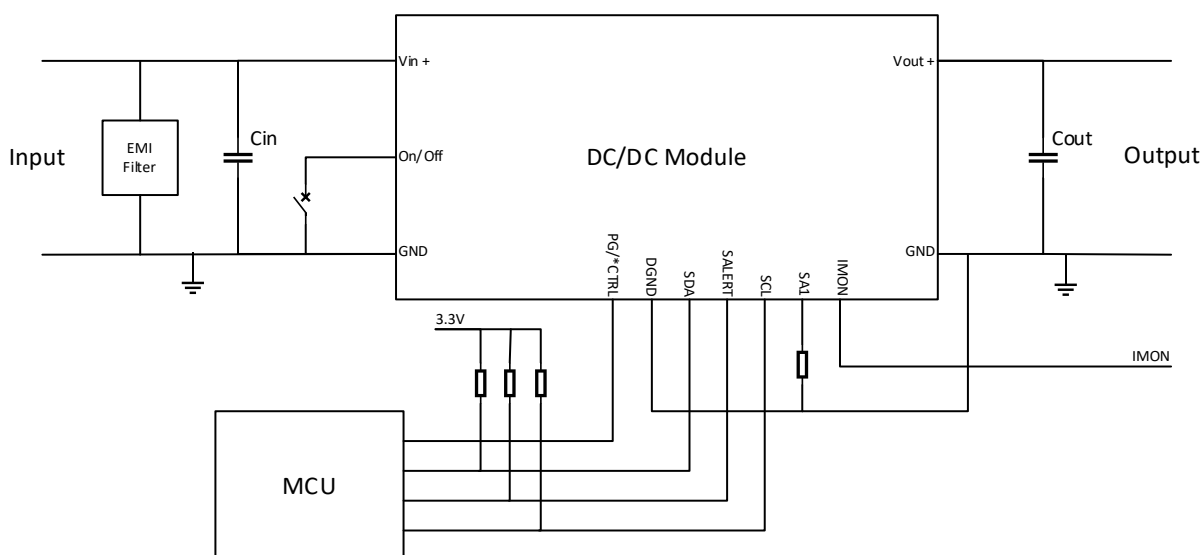 Vin +
Vout +
Input
EMI
Filter
Cin
On/Off
DC/DC Module
Cout
Output
GND
GND
PG/*CTRL
DGND
SDA
SALERT
SCL
SA1
IMON
3.3V
IMON
MCU